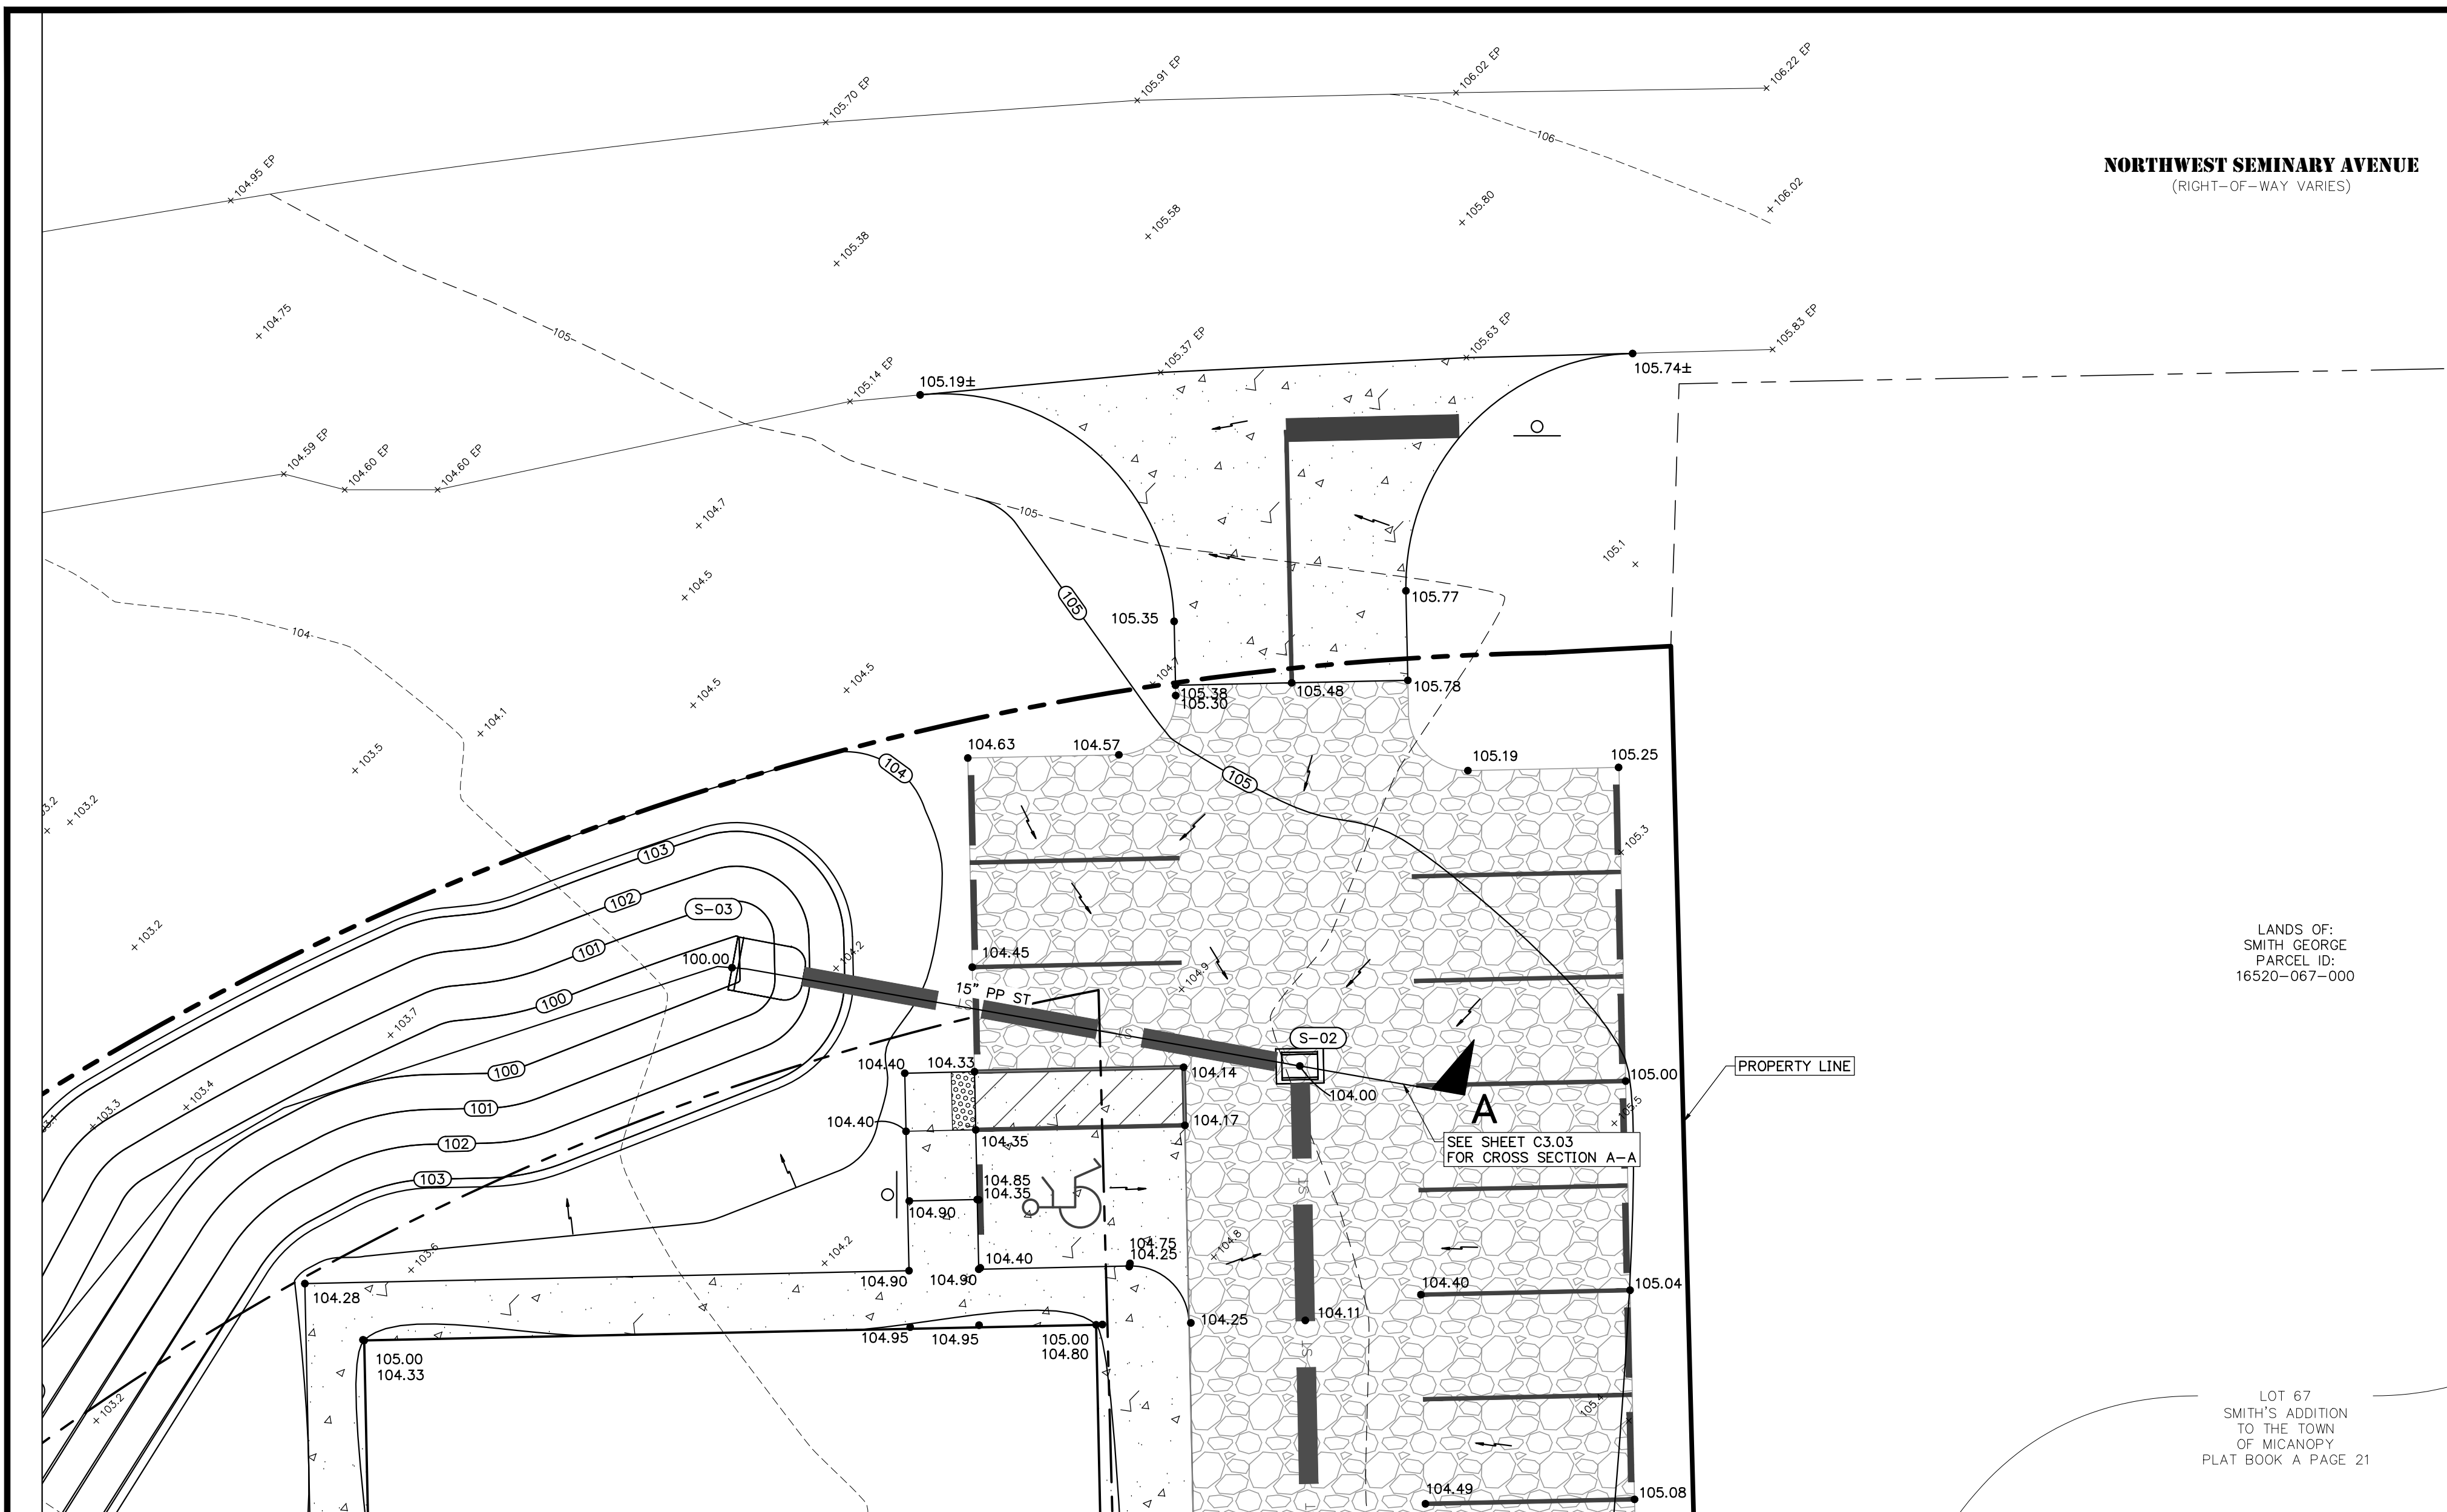 106.22 EP
106.02 EP
105.91 EP
105.70 EP
106
104.95 EP
NORTHWEST SEMINARY AVENUE
(RIGHT-OF-WAY VARIES)
106.02
105.80
105.58
105.38
104.75
105
105.83 EP
105.63 EP
105.37 EP
105.14 EP
105.19±
105.74±
104.59 EP
104.60 EP
104.60 EP
104.7
105
105.1
104.5
105
105.77
105.35
104
104.7
104.5
104.5
105.38
105.48
105.78
105.30
104.1
103.5
104.63
104.57
105.19
105.25
104
105
103.2
103.2
105.3
103
102
S-03
101
100.00
104.45
104.9
104.2
LANDS OF:
SMITH GEORGE
PARCEL ID:
16520-067-000
15" PP ST
100
103.7
S-02
104.40
104.33
104.14
104.00
105.00
PROPERTY LINE
100
103.4
103.3
101
104.40
104.35
104.17
A
105.5
SEE SHEET C3.03
FOR CROSS SECTION A-A
102
103
104.85
104.35
104.90
ST
103.6
104.2
104.75
104.25
104.8
104.90
104.90
104.40
104.28
104.40
105.04
104.11
104.25
104.95
104.95
105.00
104.80
105.00
104.33
ST
103.2
105.4
LOT 67
SMITH'S ADDITION
TO THE TOWN
OF MICANOPY
PLAT BOOK A PAGE 21
104.49
105.08